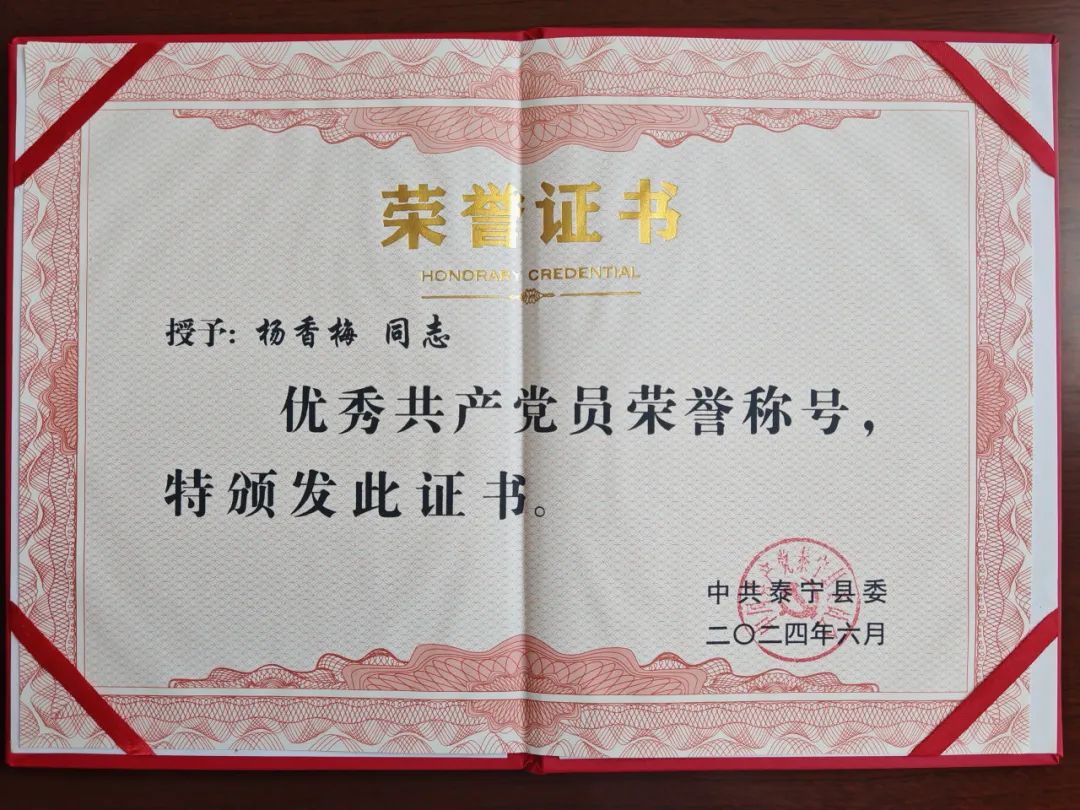 荣誉证书
HONORARY CREDENTIAL
授予：杨香梅 同志
优秀共产党员荣誉称号，
特颁发此证书。
中共泰宁县委
二〇二四年六月